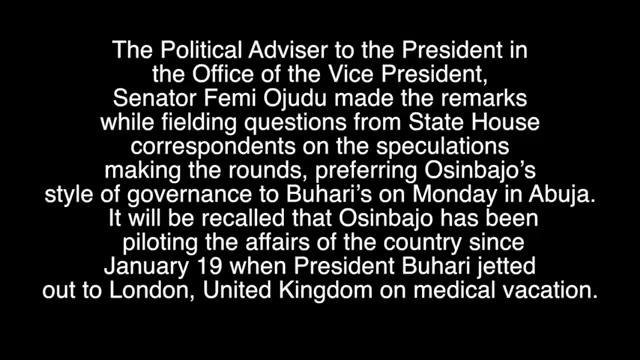 The Political Adviser to the President in
the Office of the Vice President,
Senator Femi Ojudu made the remarks
while fielding questions from State House
correspondents on the speculations
making the rounds, preferring Osinbajo’s
style of governance to Buhari’s on Monday in Abuja.
It will be recalled that Osinbajo has been
piloting the affairs of the country since
January 19 when President Buhari jetted
out to London, United Kingdom on medical vacation.